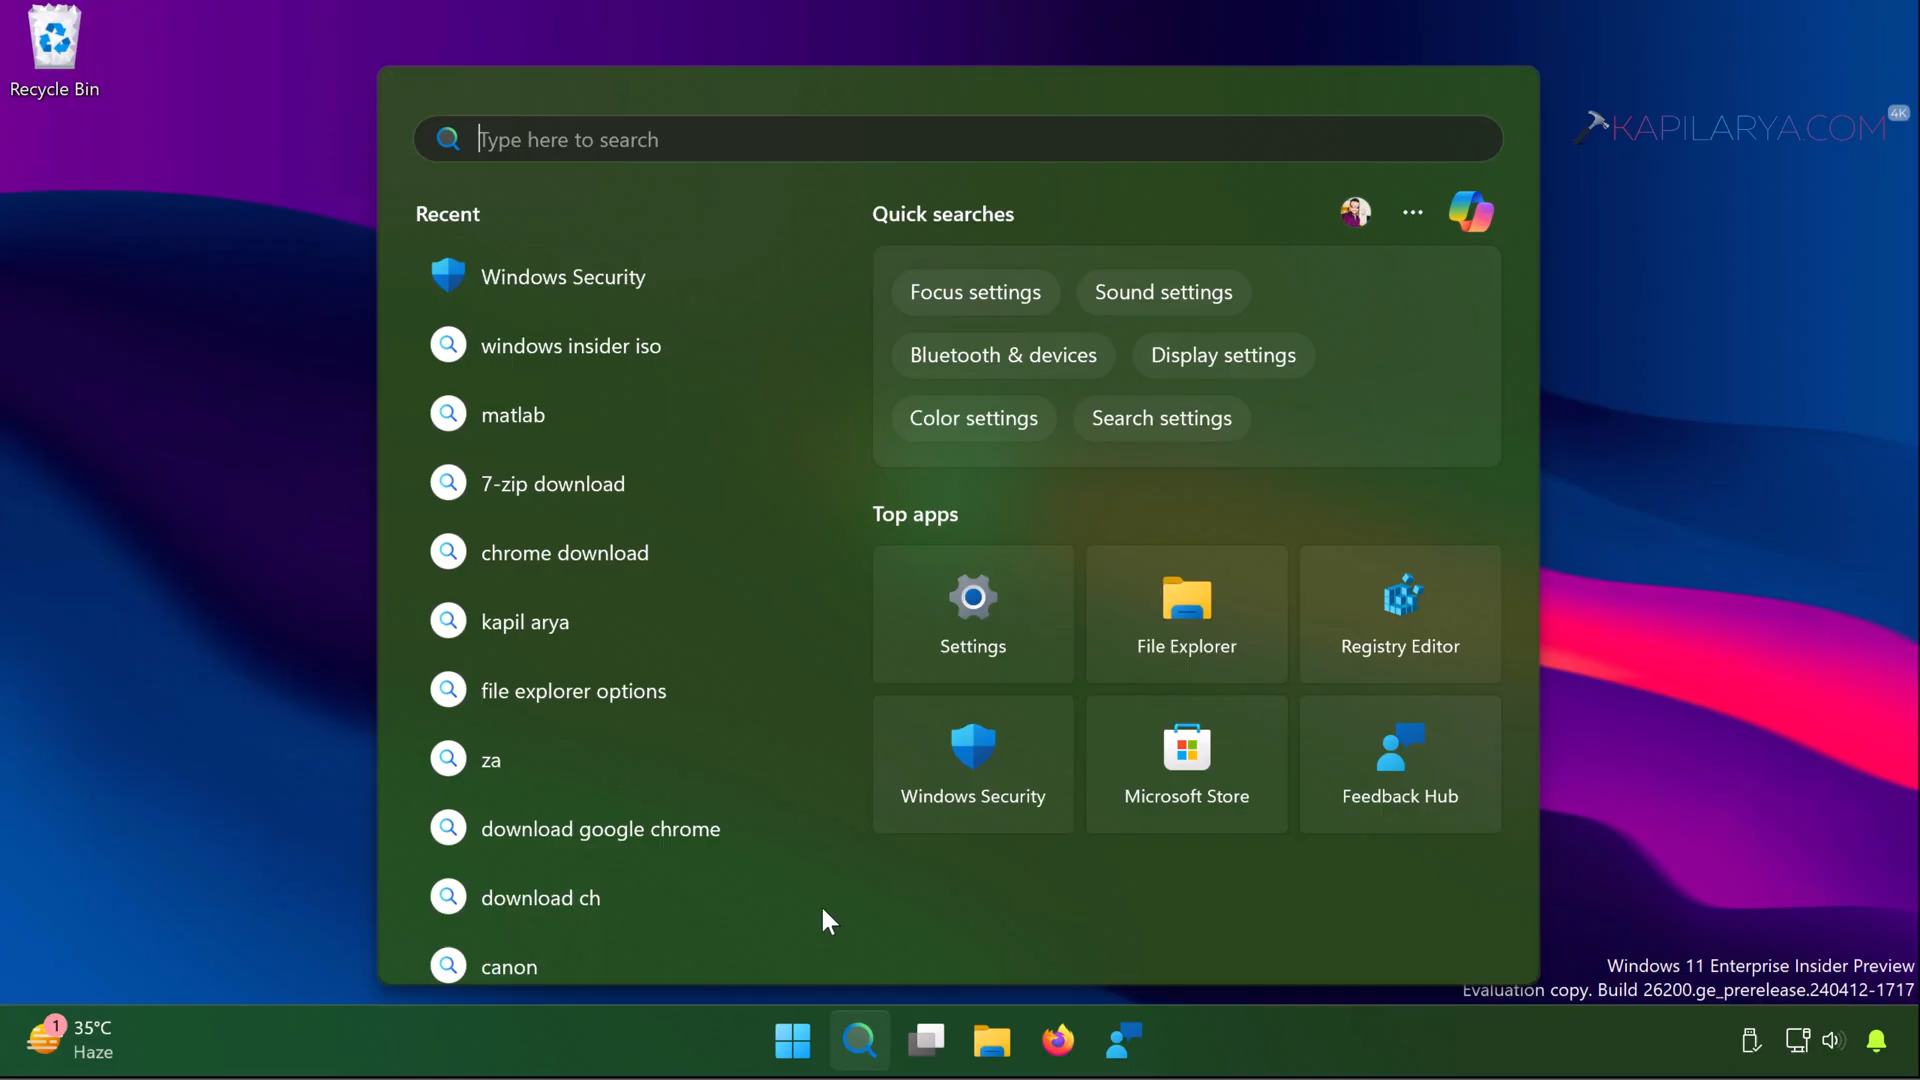 Recycle Bin
KAPILARYA.COM
4K
Type here to search
Recent
Windows Security
windows insider iso
matlab
7-zip download
chrome download
kapil arya
file explorer options
za
download google chrome
download ch
canon
Quick searches
Focus settings
Sound settings
Bluetooth & devices
Display settings
Color settings
Search settings
Top apps
Settings
File Explorer
Registry Editor
Windows Security
Microsoft Store
Feedback Hub
Windows 11 Enterprise Insider Preview
Evaluation copy. Build 26200.ge_prerelease.240412-1717
1
35°C
Haze